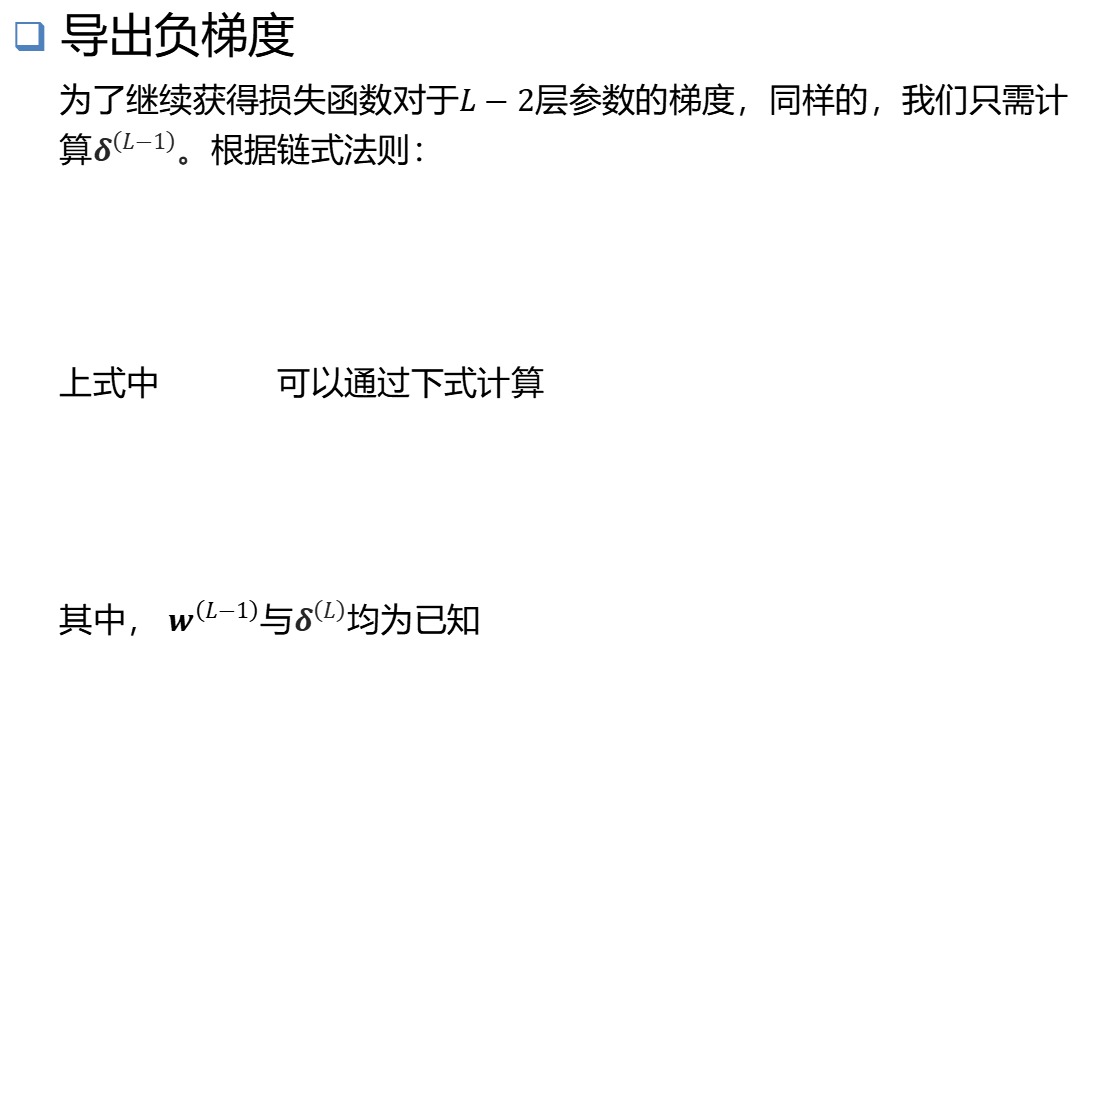 导出负梯度
为了继续获得损失函数对于L − 2层参数的梯度，同样的，我们只需计
算δ^(L−1)。根据链式法则：
上式中 可以通过下式计算
其中， w^(L−1)与δ^(L)均为已知